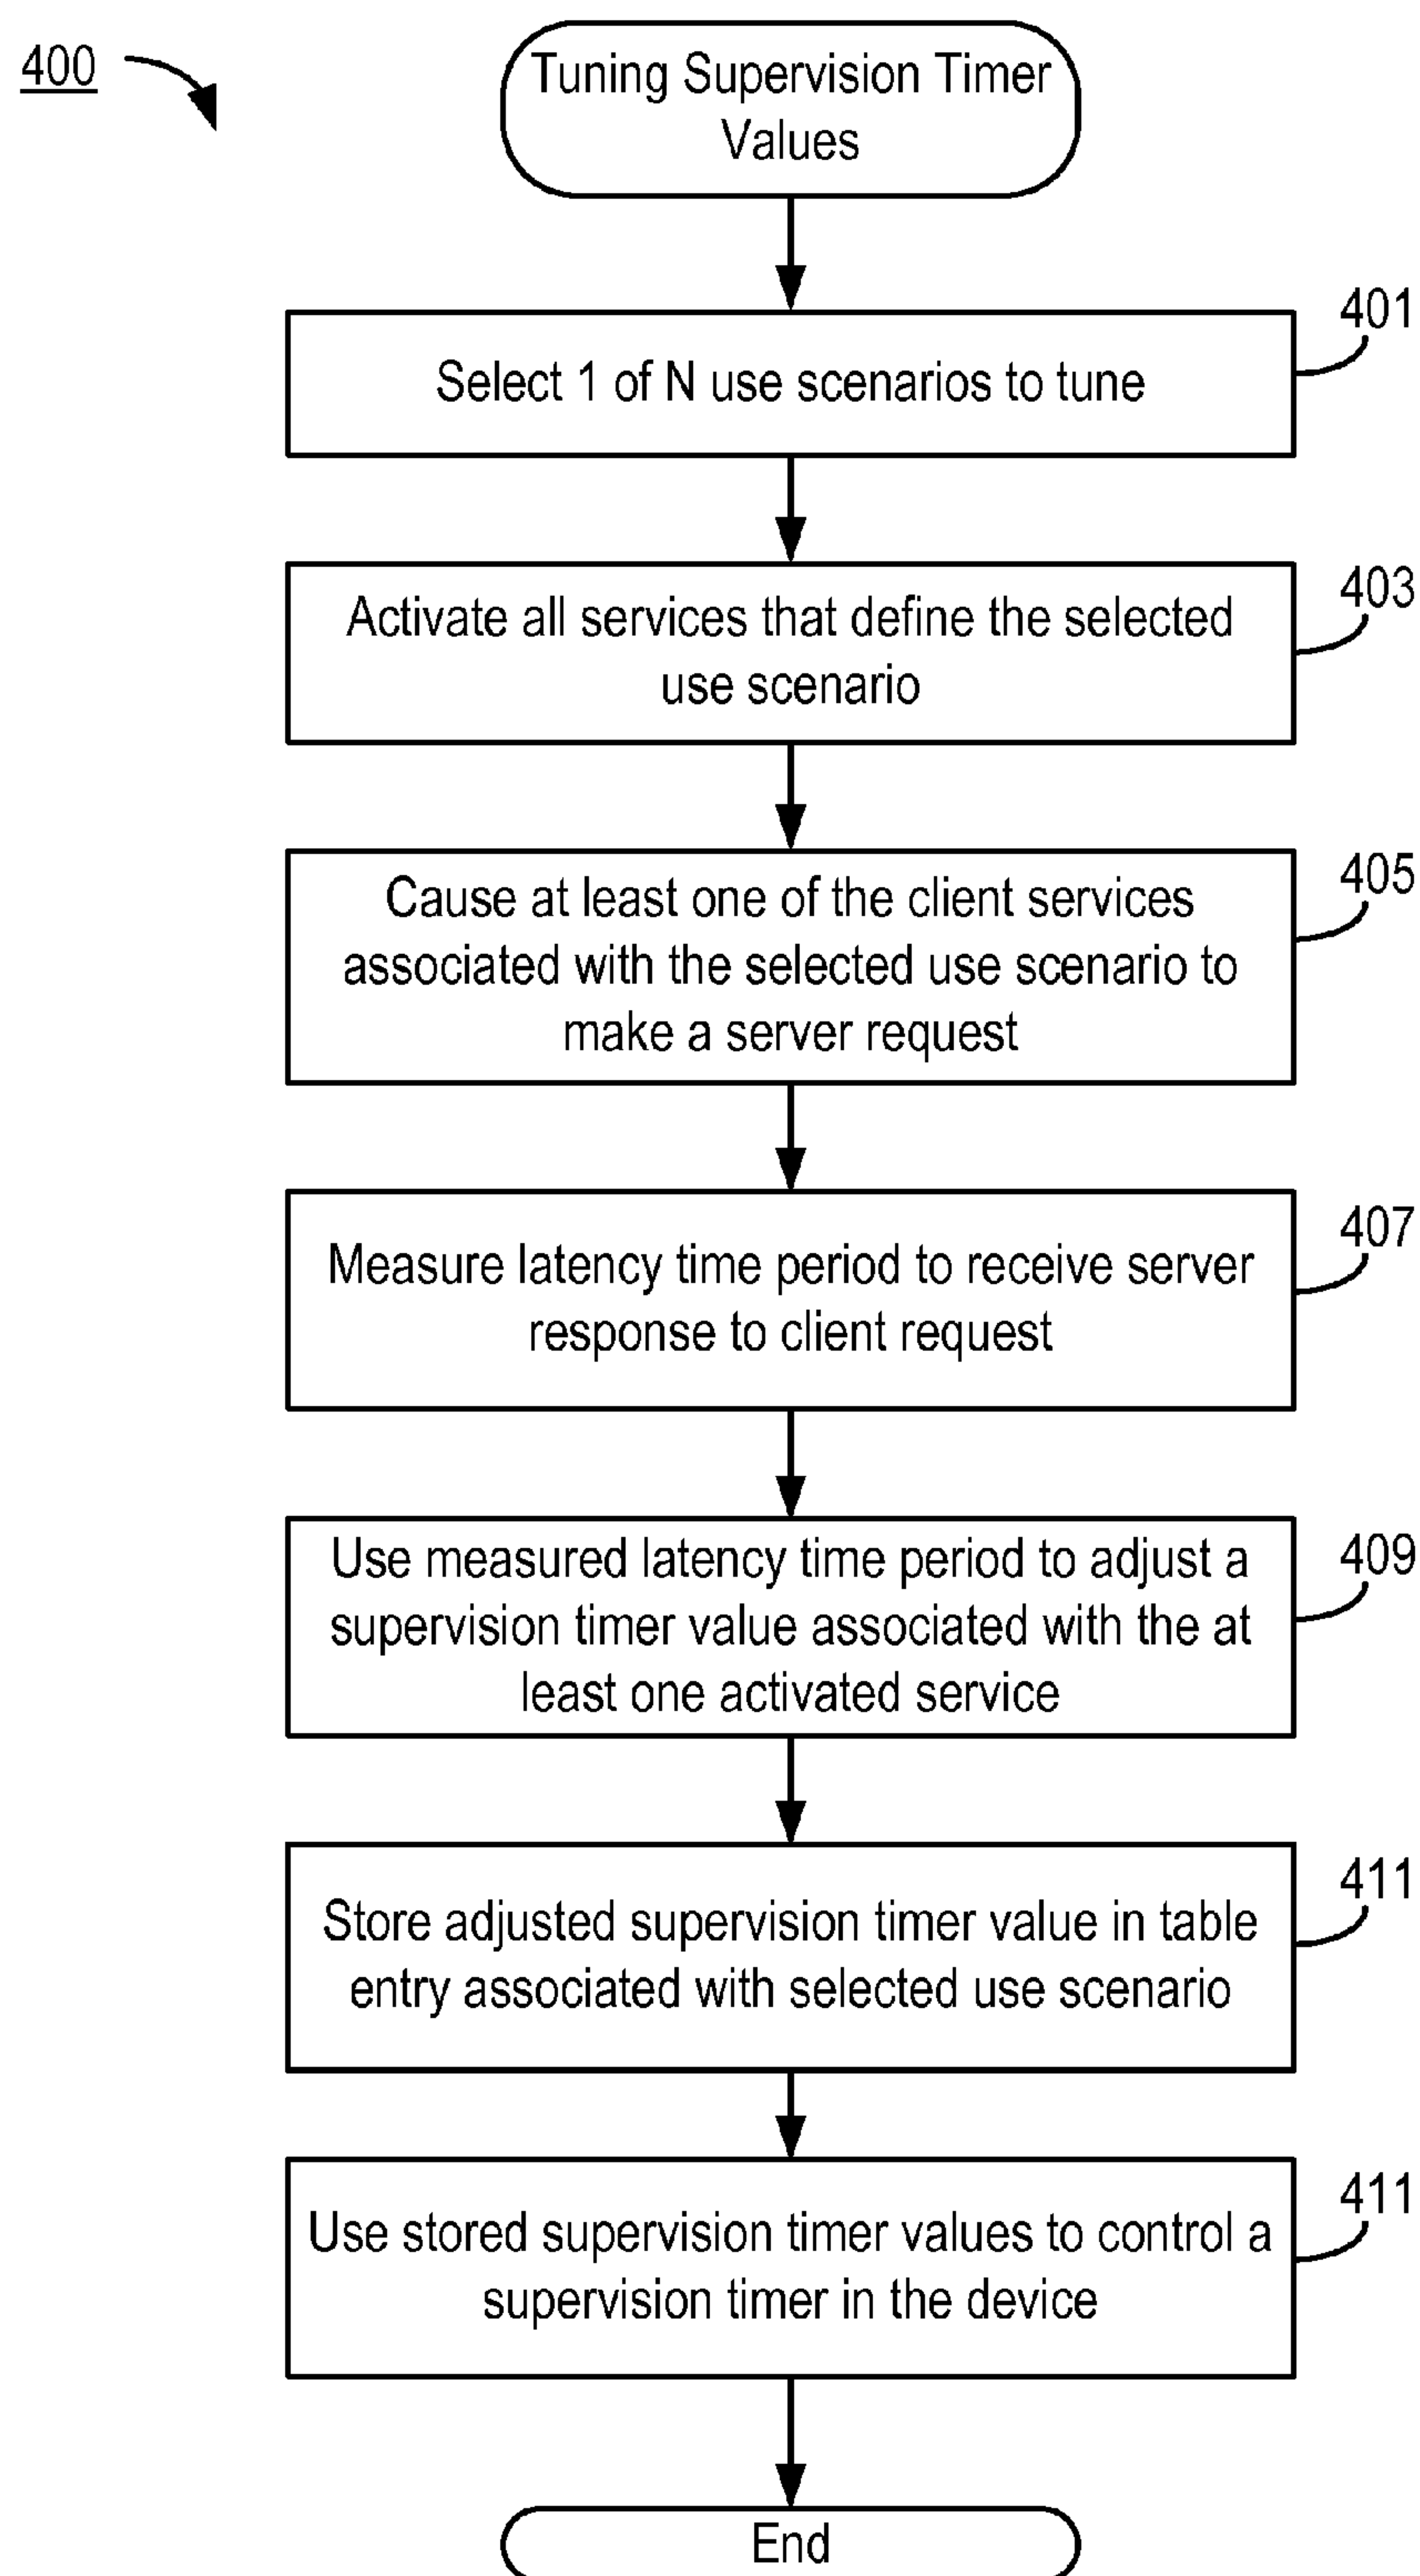 400
Tuning Supervision Timer
Values
401
Select 1 of N use scenarios to tune
403
Activate all services that define the selected
use scenario
405
Cause at least one of the client services
associated with the selected use scenario to
make a server request
407
Measure latency time period to receive server
response to client request
409
Use measured latency time period to adjust a
supervision timer value associated with the at
least one activated service
411
Store adjusted supervision timer value in table
entry associated with selected use scenario
411
Use stored supervision timer values to control a
supervision timer in the device
End